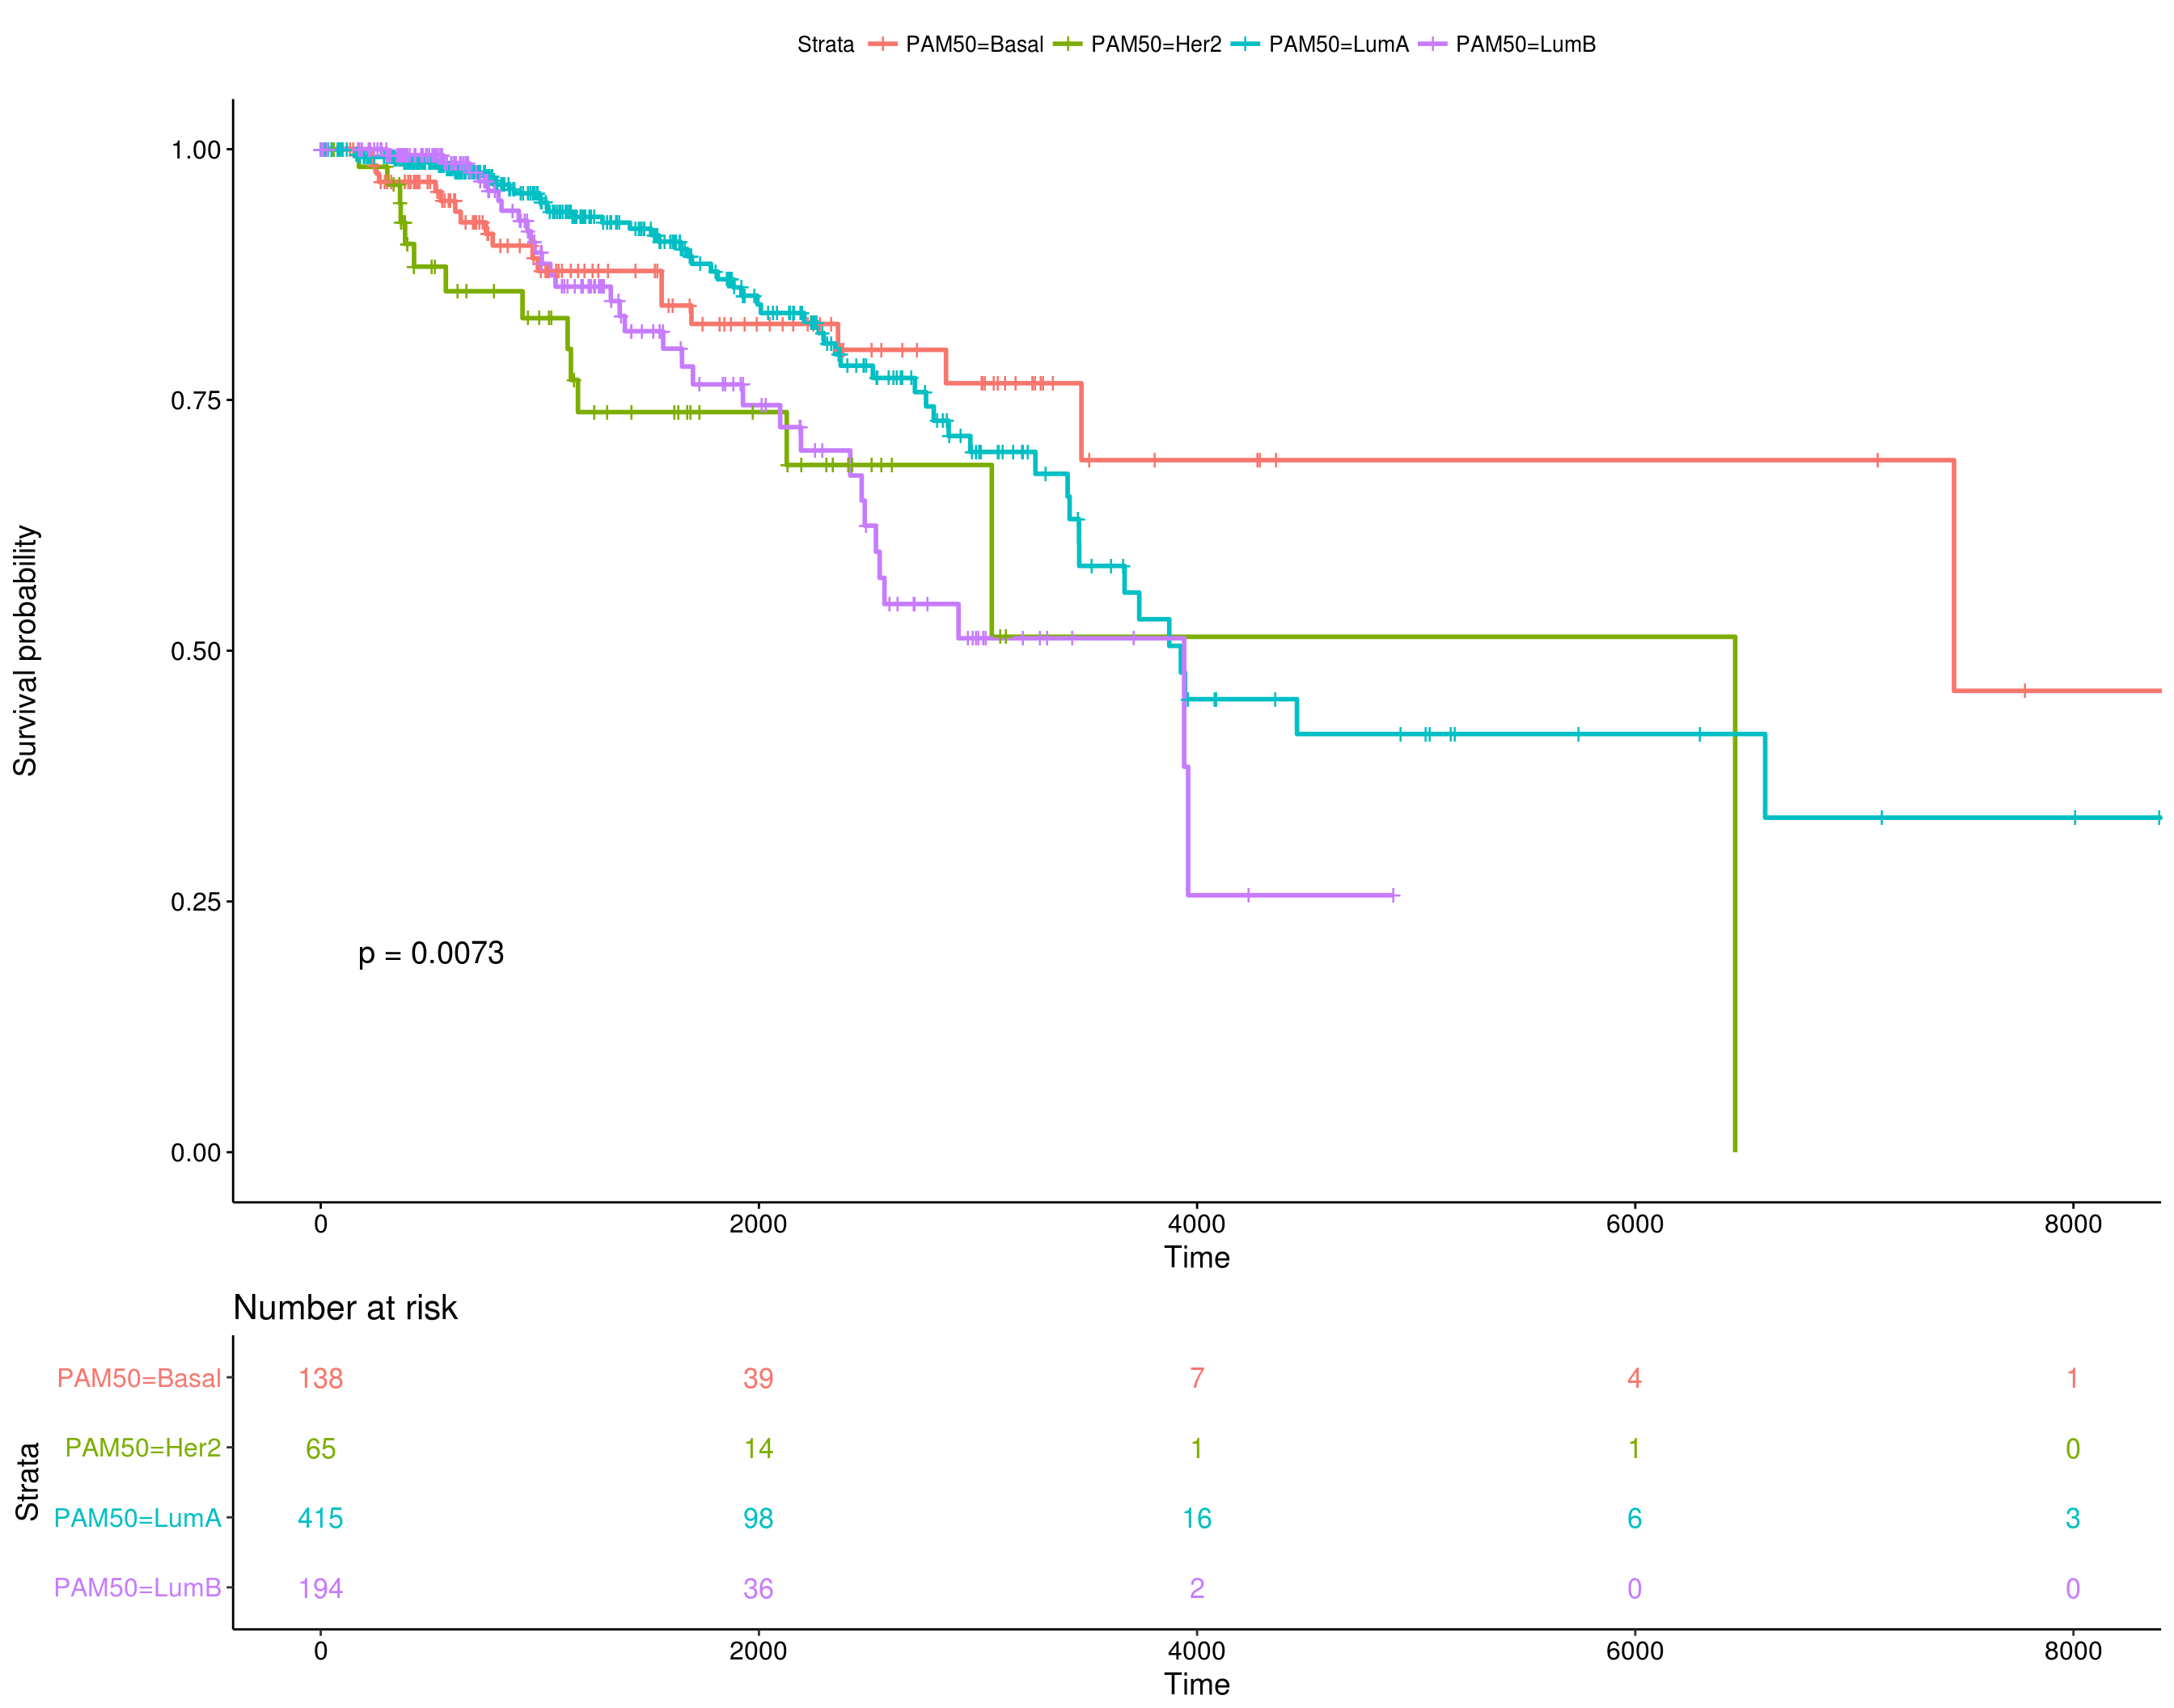 Strata PAM50=Basal PAM50=Her2 PAM50=LumA PAM50=LumB
Survival probability
1.00
0.75
0.50
0.25
0.00
p = 0.0073
0 2000 4000 6000 8000
Time
Number at risk
Strata
PAM50=Basal 138 39 7 4 1
PAM50=Her2 65 14 1 1 0
PAM50=LumA 415 98 16 6 3
PAM50=LumB 194 36 2 0 0
0 2000 4000 6000 8000
Time